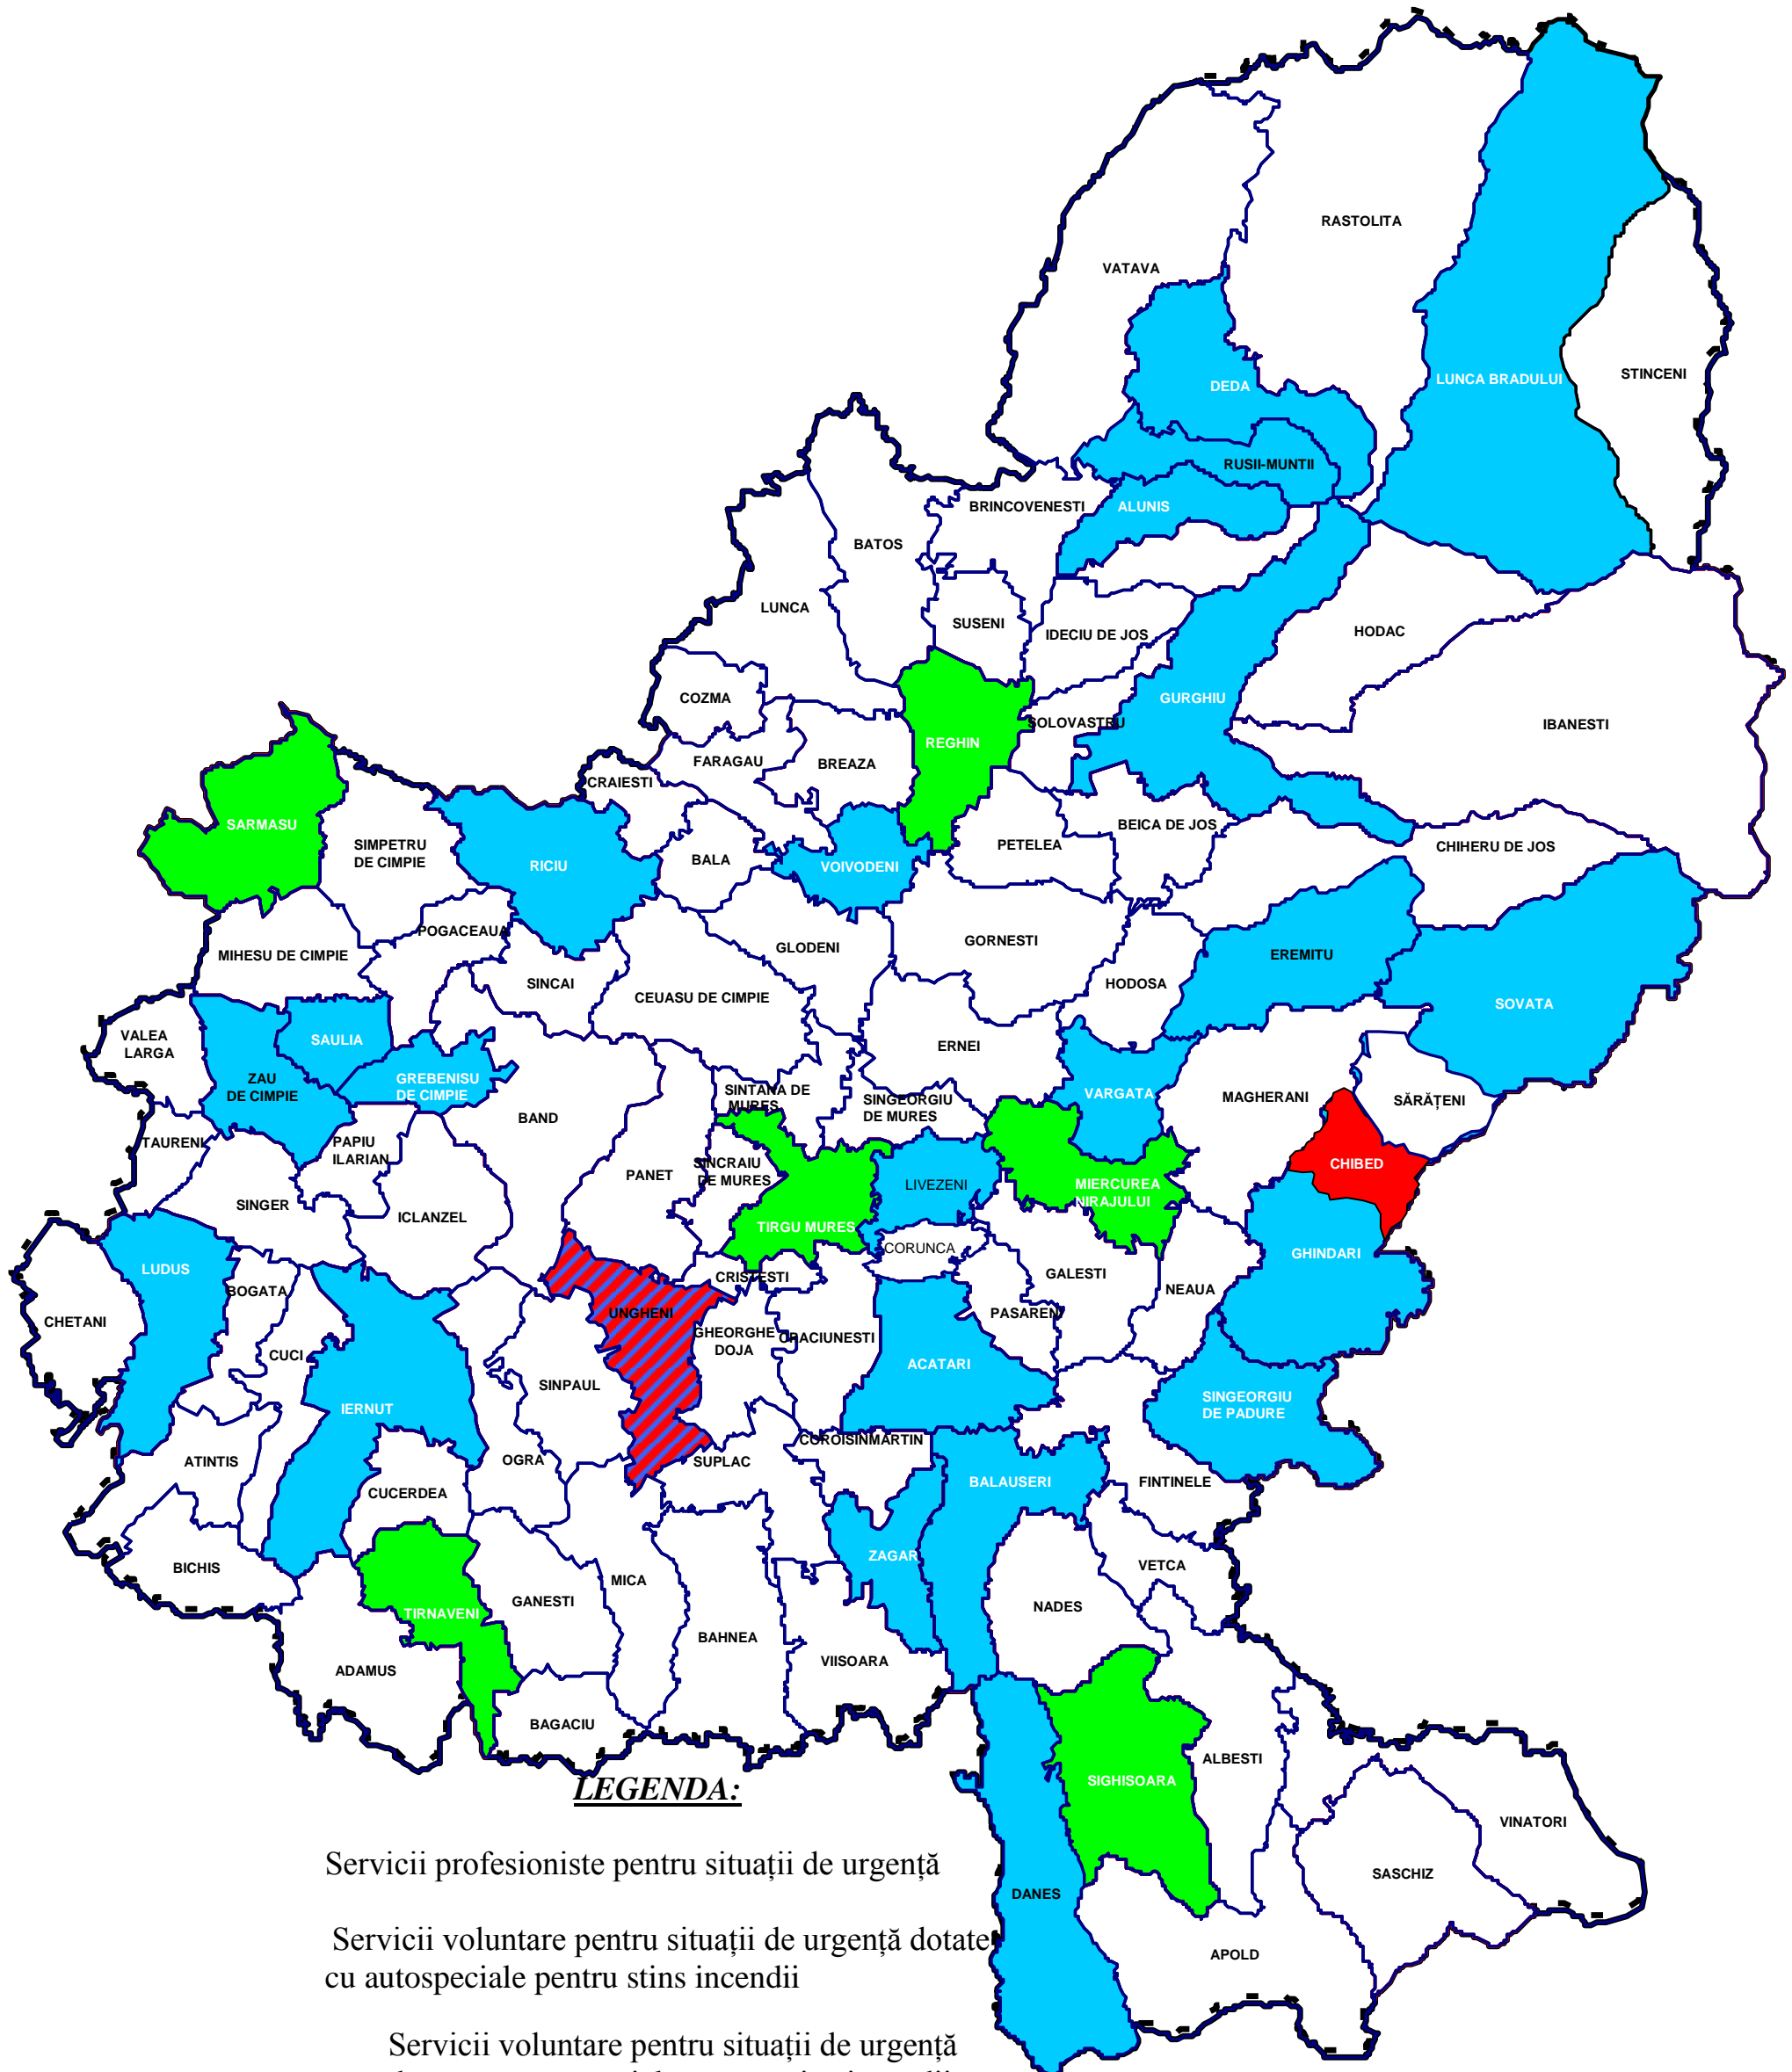 RASTOLITA
VATAVA
STINCENI
LUNCA BRADULUI
DEDA
RUSII-MUNTII
BRINCOVENESTI
ALUNIS
BATOS
LUNCA
SUSENI
IDECIU DE JOS
HODAC
COZMA
GURGHIU
SOLOVASTRU
IBANESTI
REGHIN
FARAGAU
BREAZA
CRAIESTI
SARMASU
BEICA DE JOS
SIMPETRU
DE CIMPIE
PETELEA
CHIHERU DE JOS
RICIU
BALA
VOIVODENI
POGACEAUA
GORNESTI
GLODENI
MIHESU DE CIMPIE
EREMITU
SINCAI
HODOSA
CEUASU DE CIMPIE
SOVATA
VALEA
LARGA
SAULIA
ERNEI
ZAU
DE CIMPIE
GREBENISU
DE CIMPIE
SINTANA DE
MURES
SINGEORGIU
DE MURES
VARGATA
MAGHERANI
SĂRĂȚENI
BAND
TAURENI
PAPIU
ILARIAN
PANET
SINCRAIU
DE MURES
CHIBED
LIVEZENI
MIERCUREA
NIRAJULUI
SINGER
ICLANZEL
TIRGU MURES
CORUNCA
GHINDARI
LUDUS
CRISTESTI
GALESTI
BOGATA
NEAUA
CHETANI
UNGHENI
PASARENI
GHEORGHE
DOJA
CRACIUNESTI
CUCI
ACATARI
SINPAUL
IERNUT
SINGEORGIU
DE PADURE
COROISINMARTIN
ATINTIS
OGRA
SUPLAC
BALAUSERI
FINTINELE
CUCERDEA
ZAGAR
BICHIS
VETCA
MICA
GANESTI
NADES
TIRNAVENI
BAHNEA
VIISOARA
ADAMUS
BAGACIU
ALBESTI
SIGHISOARA
VINATORI
SASCHIZ
DANES
APOLD
LEGENDA:
Servicii profesioniste pentru situații de urgență
Servicii voluntare pentru situații de urgență dotate
cu autospeciale pentru stins incendii
Servicii voluntare pentru situații de urgență